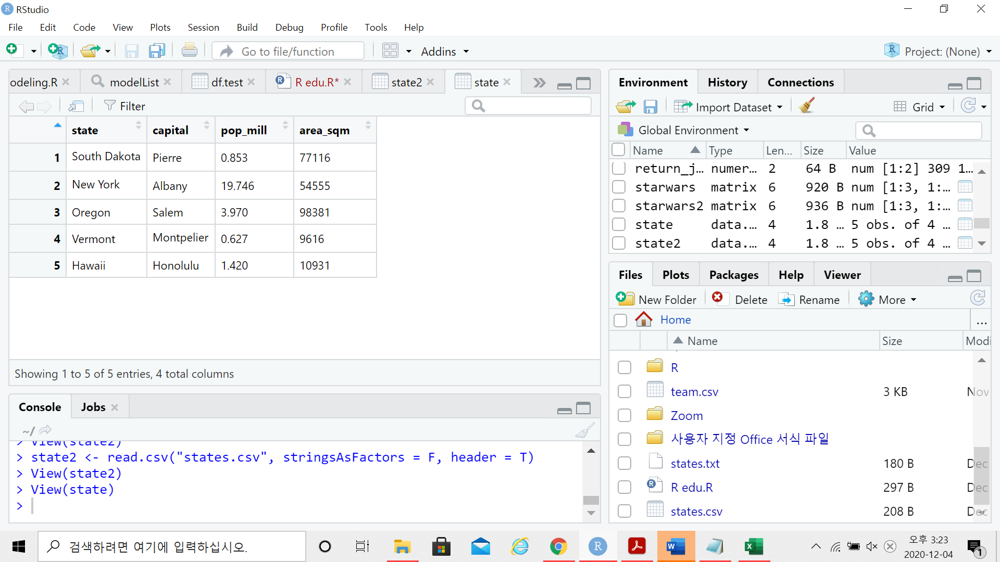 RStudio
File Edit Code View Plots Session Build Debug Profile Tools Help
Go to file/function Addins Project: (None)
odeling.R modelList df.test R edu.R* state2 state
Filter
state capital pop_mill area_sqm
1 South Dakota Pierre 0.853 77116
2 New York Albany 19.746 54555
3 Oregon Salem 3.970 98381
4 Vermont Montpelier 0.627 9616
5 Hawaii Honolulu 1.420 10931
Showing 1 to 5 of 5 entries, 4 total columns
Console Jobs
~/
> View(state2)
> state2 <- read.csv("states.csv", stringsAsFactors = F, header = T)
> View(state2)
> View(state)
>
Environment History Connections
Import Dataset Grid
Global Environment
Name Type Len... Size Value
return_j… numer… 2 64 B num [1:2] 309 1…
starwars matrix 6 920 B num [1:3, 1:…
starwars2 matrix 6 936 B num [1:3, 1:…
state data.… 4 1.8 … 5 obs. of 4 …
state2 data.… 4 1.8 … 5 obs. of 4 …
Files Plots Packages Help Viewer
New Folder Delete Rename More
Home ...
Name Size Modi
R
team.csv 3 KB Nov
Zoom
사용자 지정 Office 서식 파일
states.txt 180 B Dec
R edu.R 297 B Dec
states.csv 208 B Dec
검색하려면 여기에 입력하십시오.
오후 3:23
2020-12-04
1